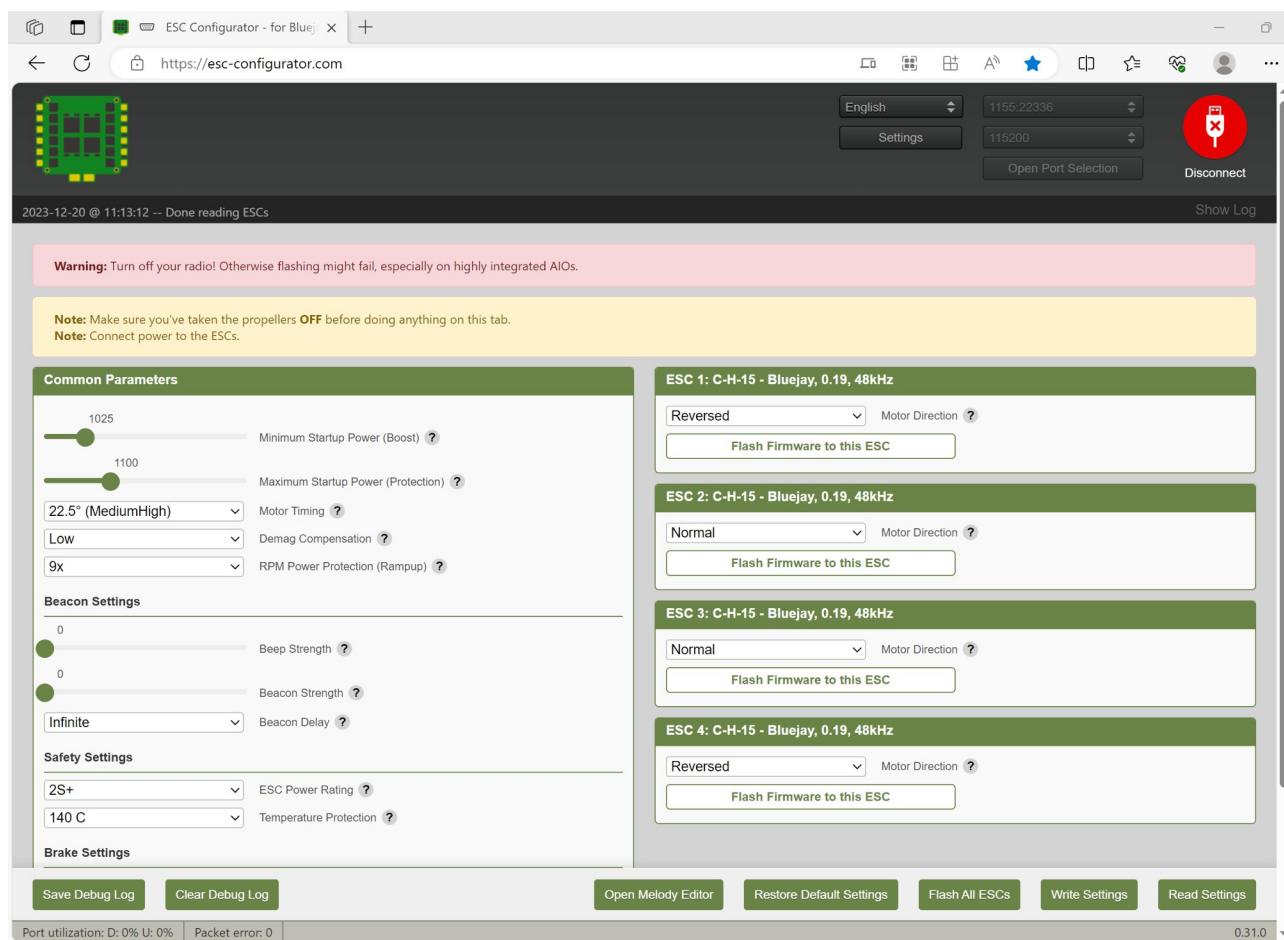 ESC Configurator - for Bluej
https://esc-configurator.com
English
1155:22336
Settings
115200
Open Port Selection
Disconnect
2023-12-20 @ 11:13:12 -- Done reading ESCs
Show Log
Warning: Turn off your radio! Otherwise flashing might fail, especially on highly integrated AIOs.
Note: Make sure you've taken the propellers OFF before doing anything on this tab.
Note: Connect power to the ESCs.
Common Parameters
1025
Minimum Startup Power (Boost) ?
1100
Maximum Startup Power (Protection) ?
22.5° (MediumHigh) Motor Timing ?
Low Demag Compensation ?
9x RPM Power Protection (Rampup) ?
Beacon Settings
0
Beep Strength ?
0
Beacon Strength ?
Infinite Beacon Delay ?
Safety Settings
2S+ ESC Power Rating ?
140 C Temperature Protection ?
Brake Settings
ESC 1: C-H-15 - Bluejay, 0.19, 48kHz
Reversed Motor Direction ?
Flash Firmware to this ESC
ESC 2: C-H-15 - Bluejay, 0.19, 48kHz
Normal Motor Direction ?
Flash Firmware to this ESC
ESC 3: C-H-15 - Bluejay, 0.19, 48kHz
Normal Motor Direction ?
Flash Firmware to this ESC
ESC 4: C-H-15 - Bluejay, 0.19, 48kHz
Reversed Motor Direction ?
Flash Firmware to this ESC
Save Debug Log Clear Debug Log Open Melody Editor Restore Default Settings Flash All ESCs Write Settings Read Settings
Port utilization: D: 0% U: 0% Packet error: 0 0.31.0